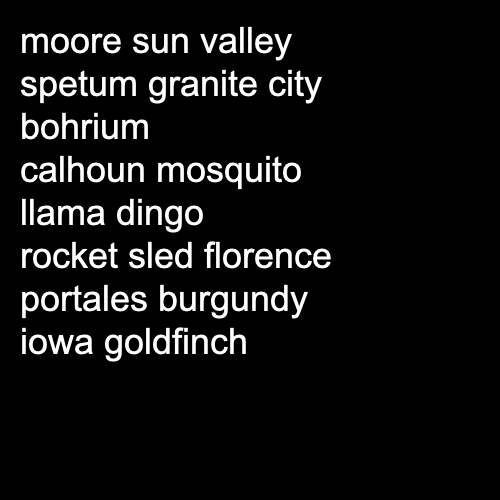 moore sun valley
spetum granite city
bohrium
calhoun mosquito
llama dingo
rocket sled florence
portales burgundy
iowa goldfinch